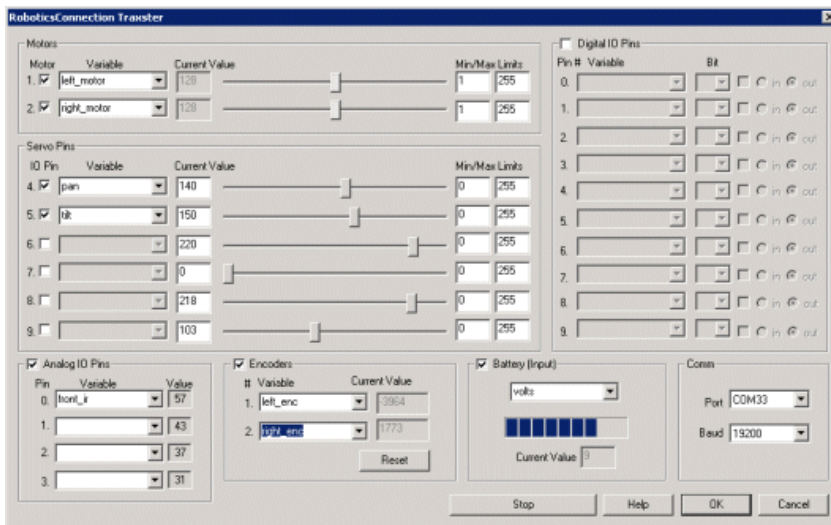 RoboticsConnection Traxster
Motors
Motor Variable Current Value Min/Max Limits
1. left_motor 128 1 255
2. right_motor 128 1 255
Servo Pins
IO Pin Variable Current Value Min/Max Limits
4. pan 140 0 255
5. tilt 150 0 255
6. 220 0 255
7. 0 0 255
8. 218 0 255
9. 103 0 255
Digital IO Pins
Pin # Variable Bit
0. in out
1. in out
2. in out
3. in out
4. in out
5. in out
6. in out
7. in out
8. in out
9. in out
Analog IO Pins
Pin Variable Value
0. front_ir 57
1. 43
2. 37
3. 31
Encoders
# Variable Current Value
1. left_enc -3964
2. right_enc 1773
Reset
Battery (Input)
volts
Current Value 9
Comm
Port COM33
Baud 19200
Stop Help OK Cancel